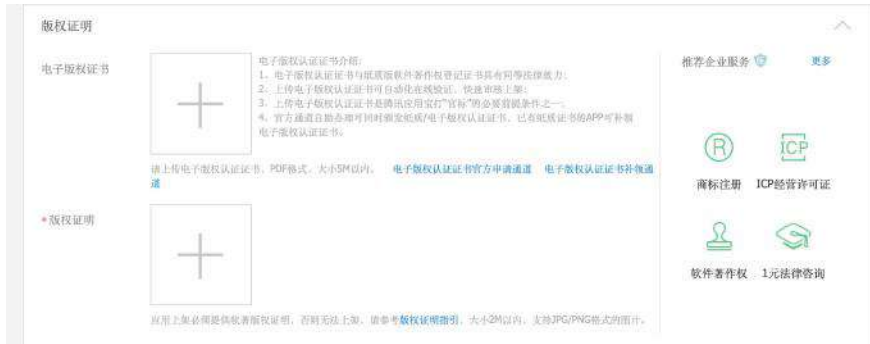 版权证明
电子版权证书
电子版权认证证书介绍:
1、电子版权认证证书与纸质版软件著作权登记证书具有同等法律效力;
2、上传电子版权认证证书可自动化在线验证、快速审核上架;
3、上传电子版权认证证书是腾讯应用宝打"官标"的必要前提条件之一。
4、官方通道自助办理可同时颁发纸质/电子版权认证证书、已有纸质证书的APP可补领
电子版权认证证书。
请上传电子版权认证证书、PDF格式、大小5M以内。 电子版权认证证书官方申请通道 电子版权认证证书补领通
道
*版权证明
应用上架必须提供软著版权证明、否则无法上架。请参考版权证明指引、大小2M以内、支持JPG/PNG格式的图片。
推荐企业服务 更多
R ICP
商标注册 ICP经营许可证
软件著作权 1元法律咨询